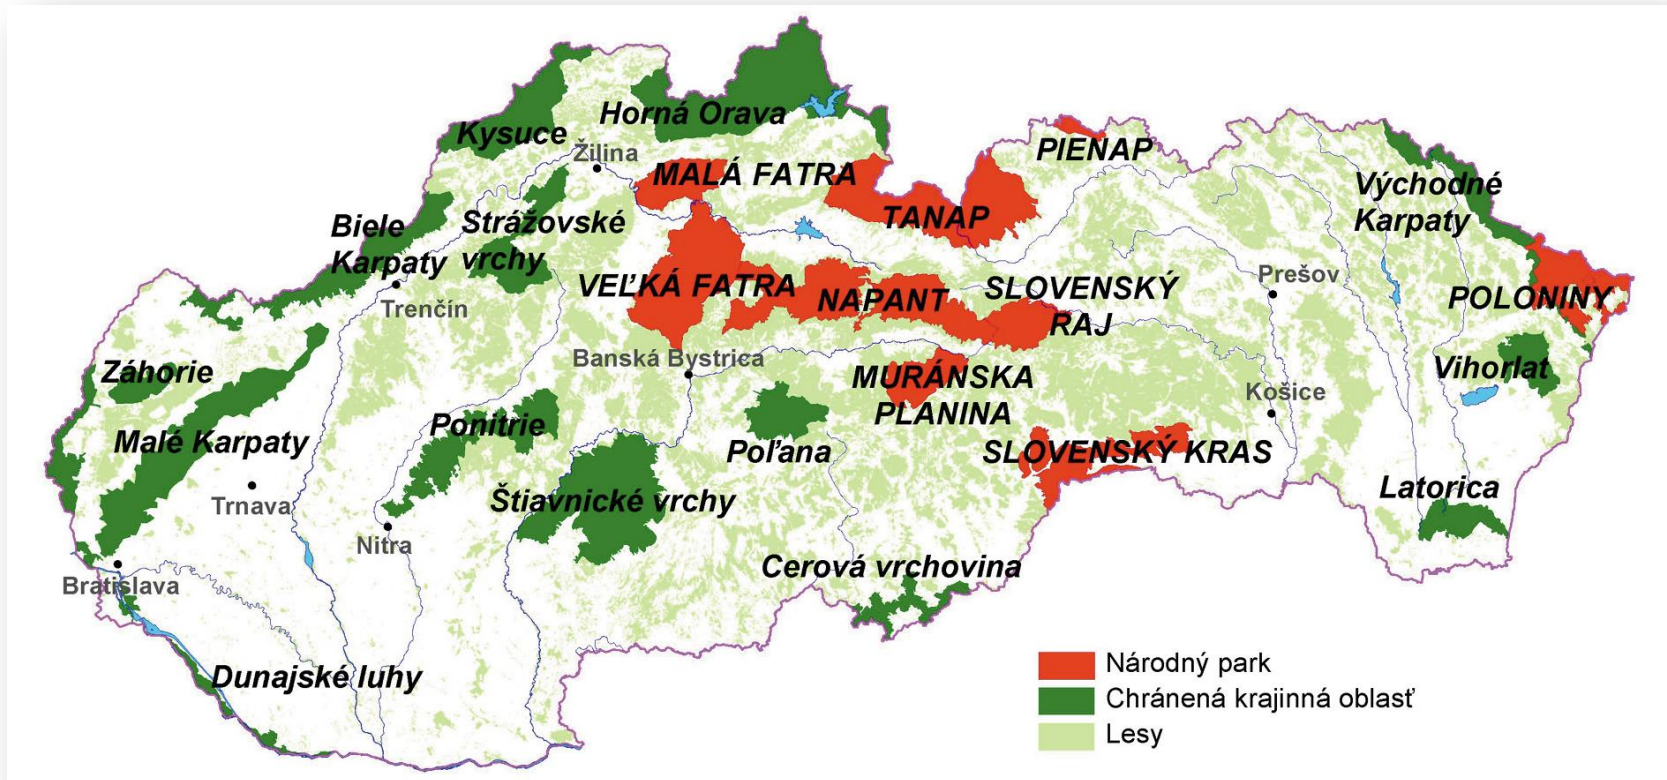 Horná Orava
Kysuce
Žilina
PIENAP
MALÁ FATRA
Východné
Karpaty
TANAP
Strážovské
vrchy
Biele
Karpaty
Trenčín
VEĽKÁ FATRA
NAPANT
SLOVENSKÝ
RAJ
Prešov
POLONINY
Banská Bystrica
Záhorie
Vihorlat
MURÁNSKA
PLANINA
Košice
Malé Karpaty
Ponitrie
Poľana
SLOVENSKÝ KRAS
Trnava
Štiavnické vrchy
Latorica
Nitra
Bratislava
Cerová vrchovina
Dunajské luhy
Národný park
Chránená krajinná oblasť
Lesy